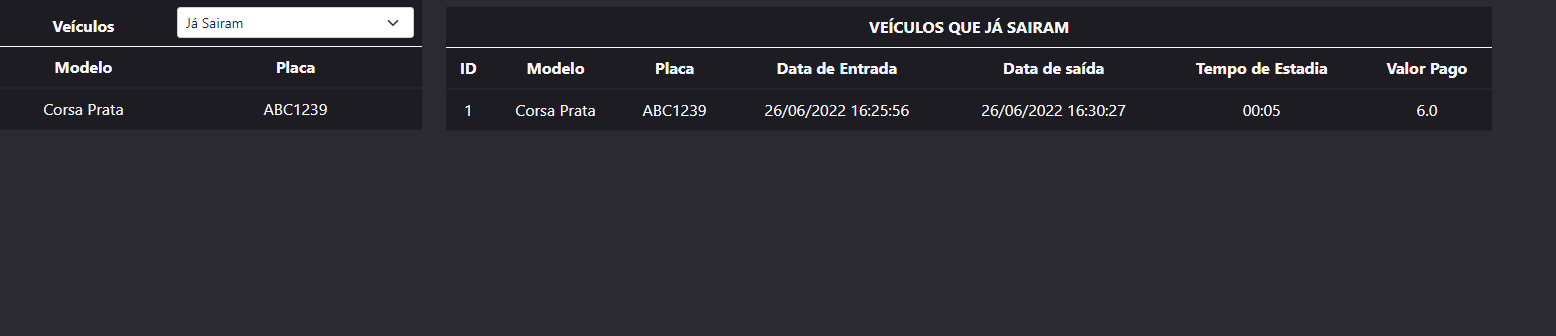 Veículos Já Sairam
Modelo Placa
Corsa Prata ABC1239
VEÍCULOS QUE JÁ SAIRAM
ID Modelo Placa Data de Entrada Data de saída Tempo de Estadia Valor Pago
1 Corsa Prata ABC1239 26/06/2022 16:25:56 26/06/2022 16:30:27 00:05 6.0